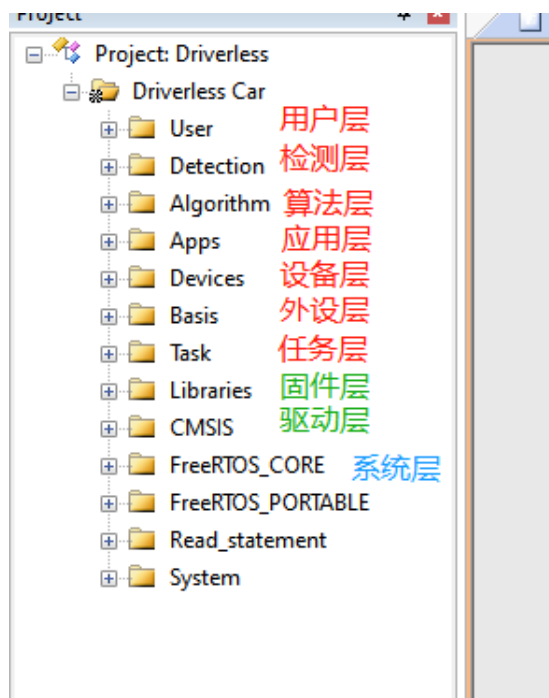 Project
Project: Driverless
Driverless Car
User 用户层
Detection 检测层
Algorithm 算法层
Apps 应用层
Devices 设备层
Basis 外设层
Task 任务层
Libraries 固件层
CMSIS 驱动层
FreeRTOS_CORE 系统层
FreeRTOS_PORTABLE
Read_statement
System